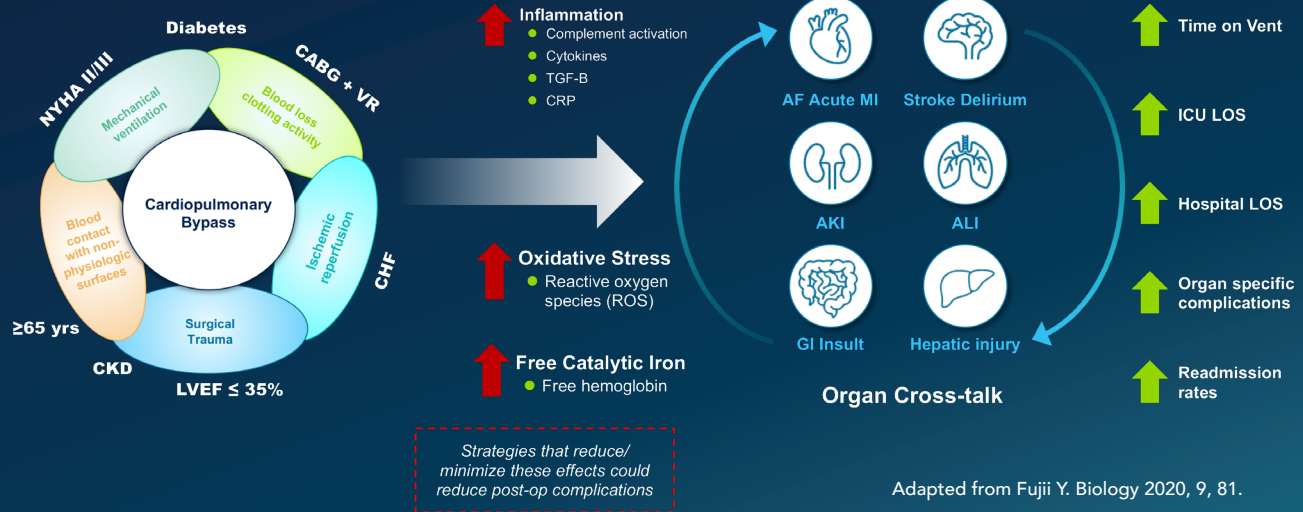 Diabetes
NYHA II/III
CABG + VR
Mechanical
ventilation
Blood loss
clotting activity
Cardiopulmonary
Bypass
Blood
contact
with non-
physiologic
surfaces
Ischemic
reperfusion
CHF
Surgical
Trauma
≥65 yrs
CKD
LVEF ≤ 35%
Inflammation
Complement activation
Cytokines
TGF-B
CRP
Oxidative Stress
Reactive oxygen
species (ROS)
Free Catalytic Iron
Free hemoglobin
Strategies that reduce/
minimize these effects could
reduce post-op complications
AF Acute MI
Stroke Delirium
AKI
ALI
GI Insult
Hepatic injury
Organ Cross-talk
Time on Vent
ICU LOS
Hospital LOS
Organ specific
complications
Readmission
rates
Adapted from Fujii Y. Biology 2020, 9, 81.